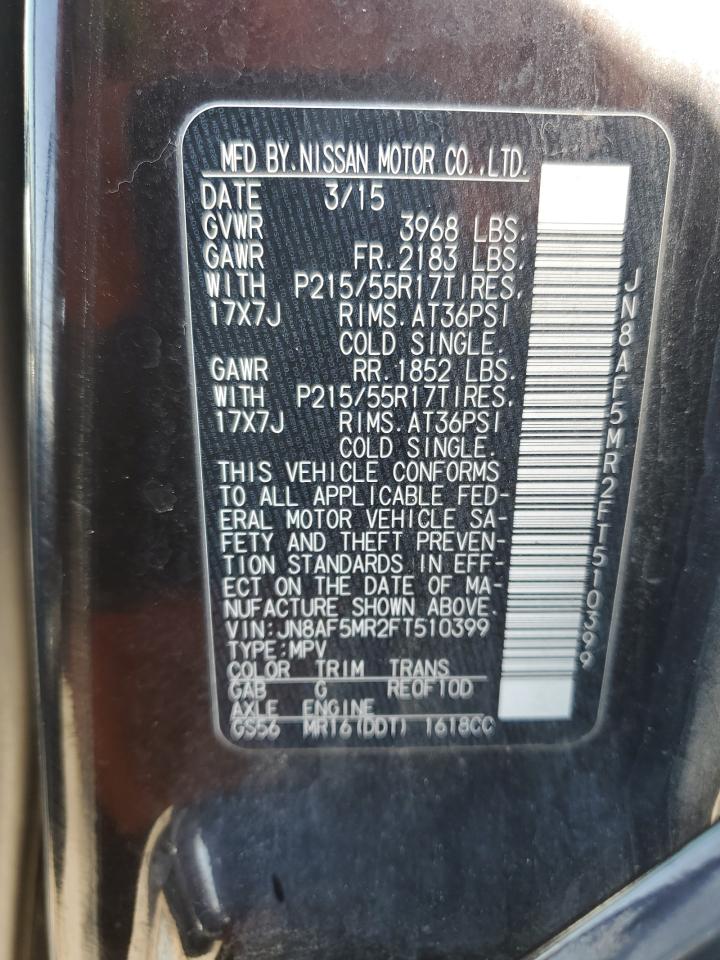 MFD BY.NISSAN MOTOR CO.,LTD.
DATE 3/15
GVWR 3968 LBS.
GAWR FR.2183 LBS.
WITH P215/55R17TIRES.
17X7J RIMS.AT36PSI
COLD SINGLE.
GAWR RR.1852 LBS.
WITH P215/55R17TIRES.
17X7J RIMS.AT36PSI
COLD SINGLE.
THIS VEHICLE CONFORMS
TO ALL APPLICABLE FED-
ERAL MOTOR VEHICLE SA-
FETY AND THEFT PREVEN-
TION STANDARDS IN EFF-
ECT ON THE DATE OF MA-
NUFACTURE SHOWN ABOVE.
VIN:JN8AF5MR2FT510399
TYPE:MPV
COLOR TRIM TRANS
GAB G RE0F10D
AXLE ENGINE
GS56 MR16(DDT) 1618CC
JN8AF5MR2FT510399